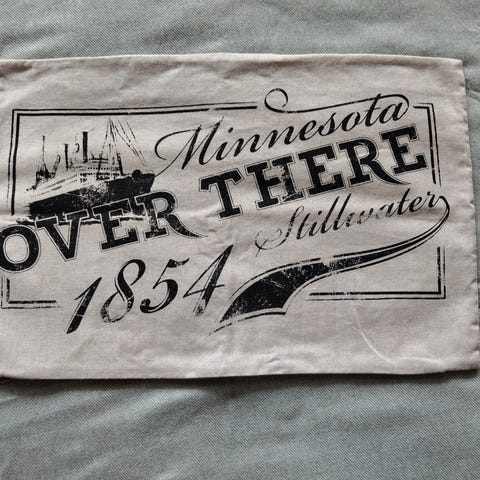 Minnesota
OVER THERE
Stillwater
1854